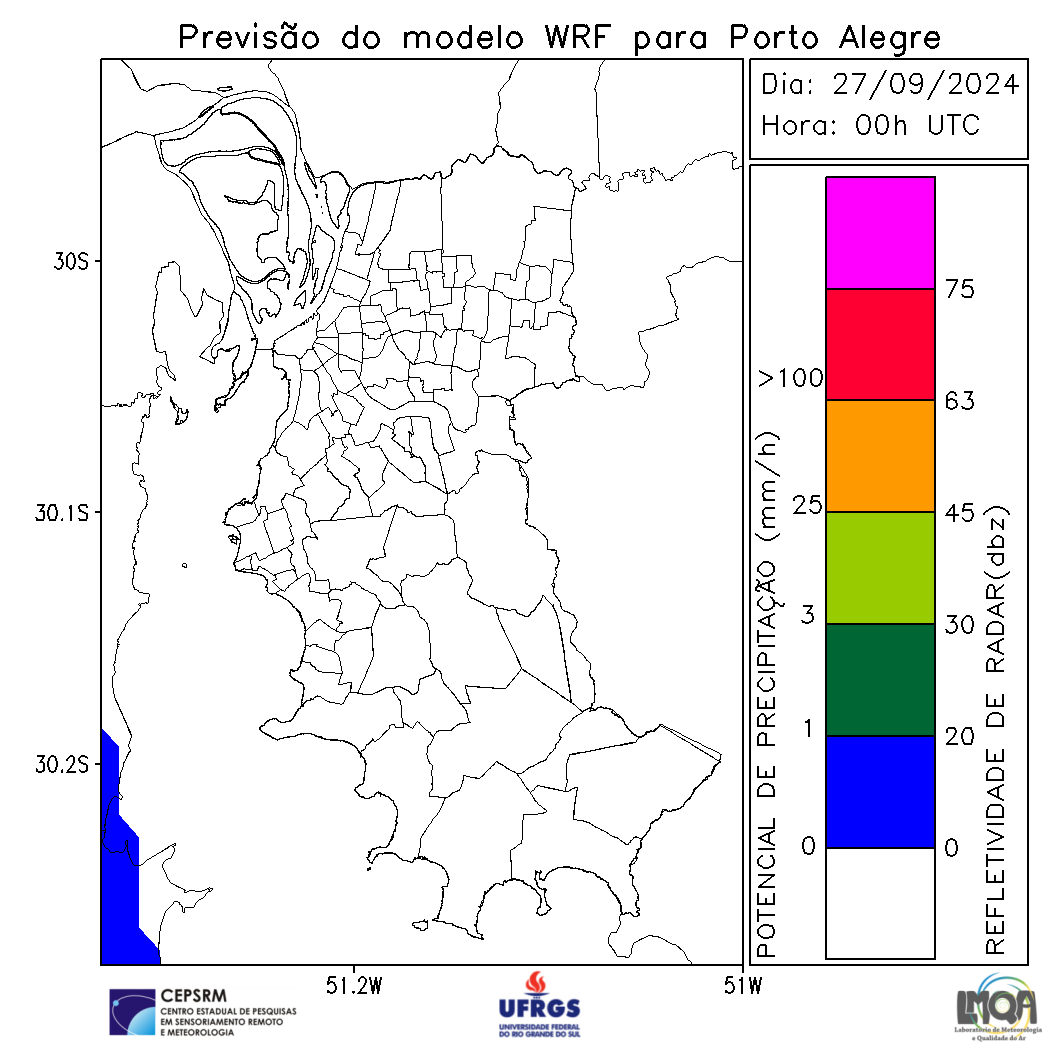 Previsão do modelo WRF para Porto Alegre
Dia: 27/09/2024
Hora: 00h UTC
30S
30.1S
30.2S
51.2W
51W
POTENCIAL DE PRECIPITAÇÃO (mm/h)
>100
25
3
1
0
75
63
45
30
20
0
REFLETIVIDADE DE RADAR(dbz)
CEPSRM
CENTRO ESTADUAL DE PESQUISAS
EM SENSORIAMENTO REMOTO
E METEOROLOGIA
UFRGS
UNIVERSIDADE FEDERAL
DO RIO GRANDE DO SUL
LMQA
Laboratório de Meteorologia
e Qualidade do Ar